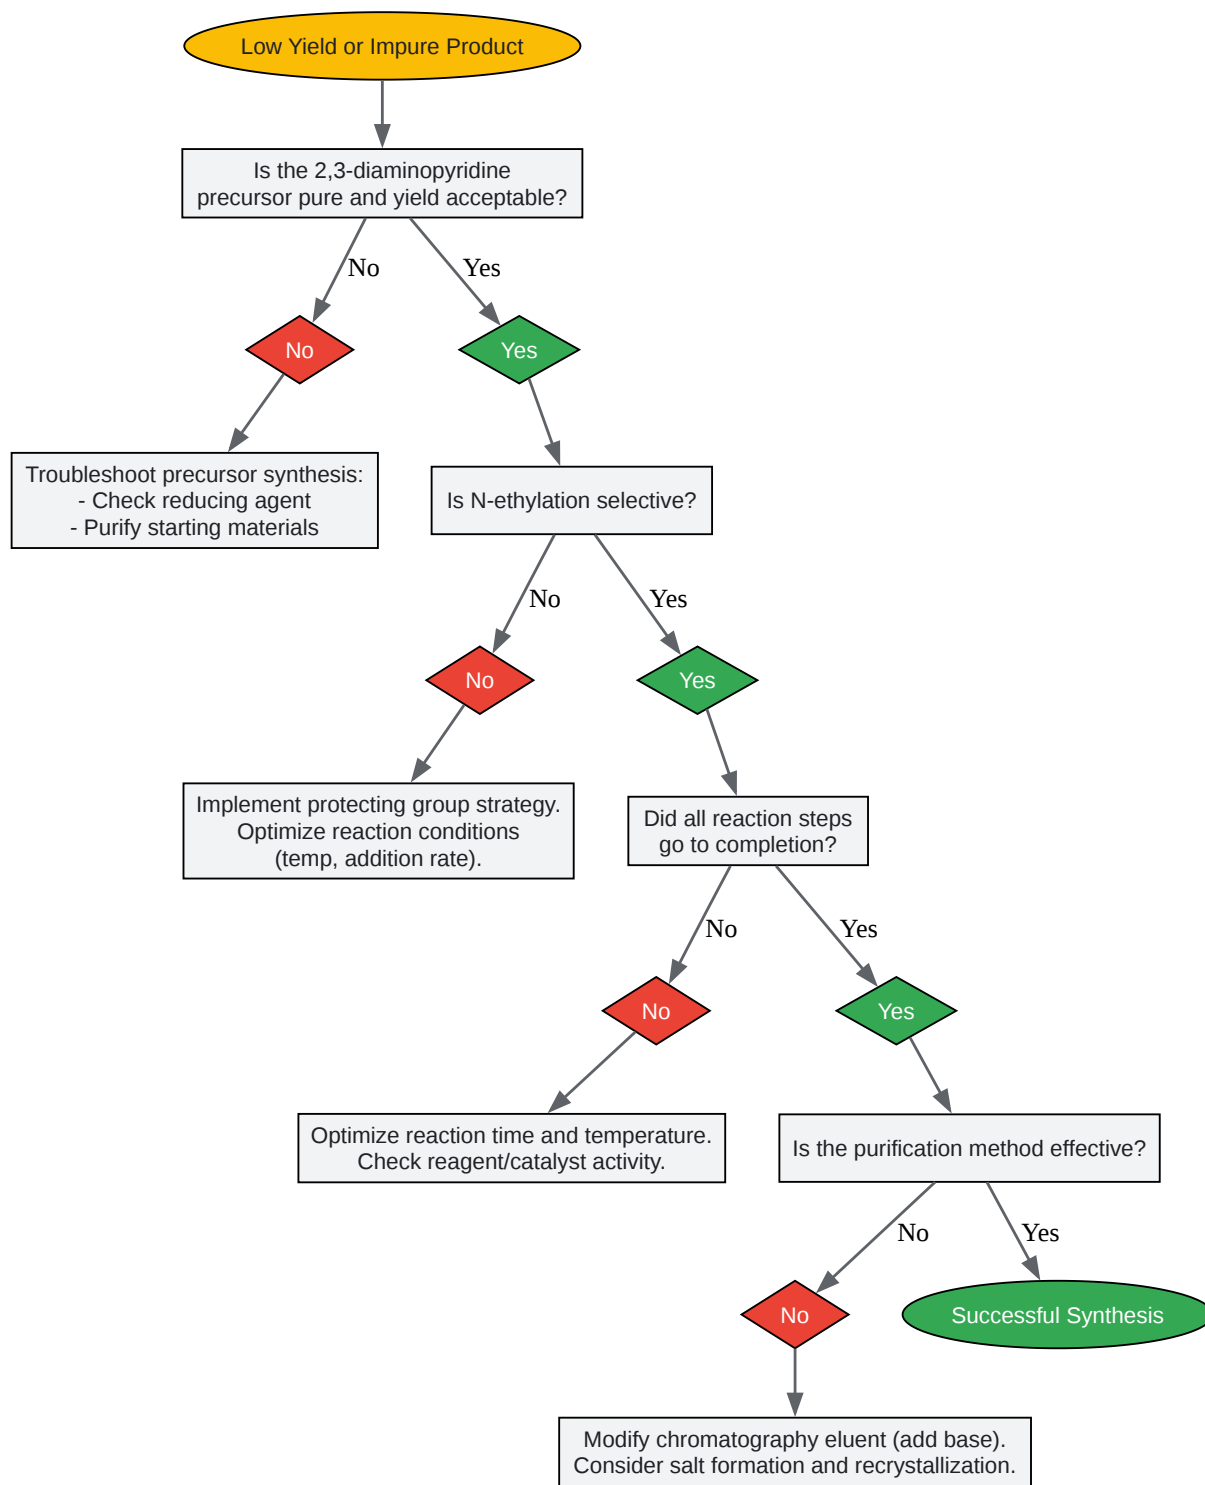 Low Yield or Impure Product
Is the 2,3-diaminopyridine
precursor pure and yield acceptable?
No
Yes
No
Yes
Troubleshoot precursor synthesis:
- Check reducing agent
- Purify starting materials
Is N-ethylation selective?
No
Yes
No
Yes
Implement protecting group strategy.
Optimize reaction conditions
(temp, addition rate).
Did all reaction steps
go to completion?
No
Yes
No
Yes
Optimize reaction time and temperature.
Check reagent/catalyst activity.
Is the purification method effective?
No
Yes
No
Successful Synthesis
Modify chromatography eluent (add base).
Consider salt formation and recrystallization.